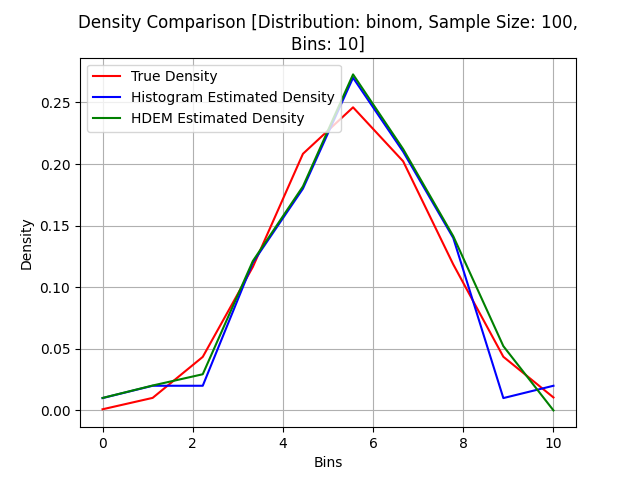 Density Comparison [Distribution: binom, Sample Size: 100,
Bins: 10]
True Density
Histogram Estimated Density
HDEM Estimated Density
Density
0.25
0.20
0.15
0.10
0.05
0.00
0 2 4 6 8 10
Bins